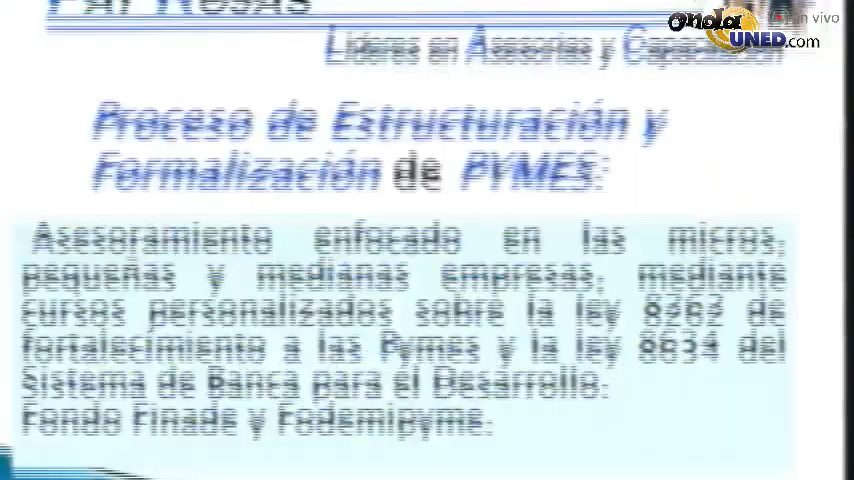 Onda
UNED.com
en vivo
Líderes en Asesorías y Capacitación
Proceso de Estructuración y
Formalización de PYMES:
Asesoramiento enfocado en las micros,
pequeñas y medianas empresas, mediante
cursos personalizados sobre la ley 8262 de
fortalecimiento a las Pymes y la ley 8634 del
Sistema de Banca para el Desarrollo.
Fondo Finade y Fodemipyme.